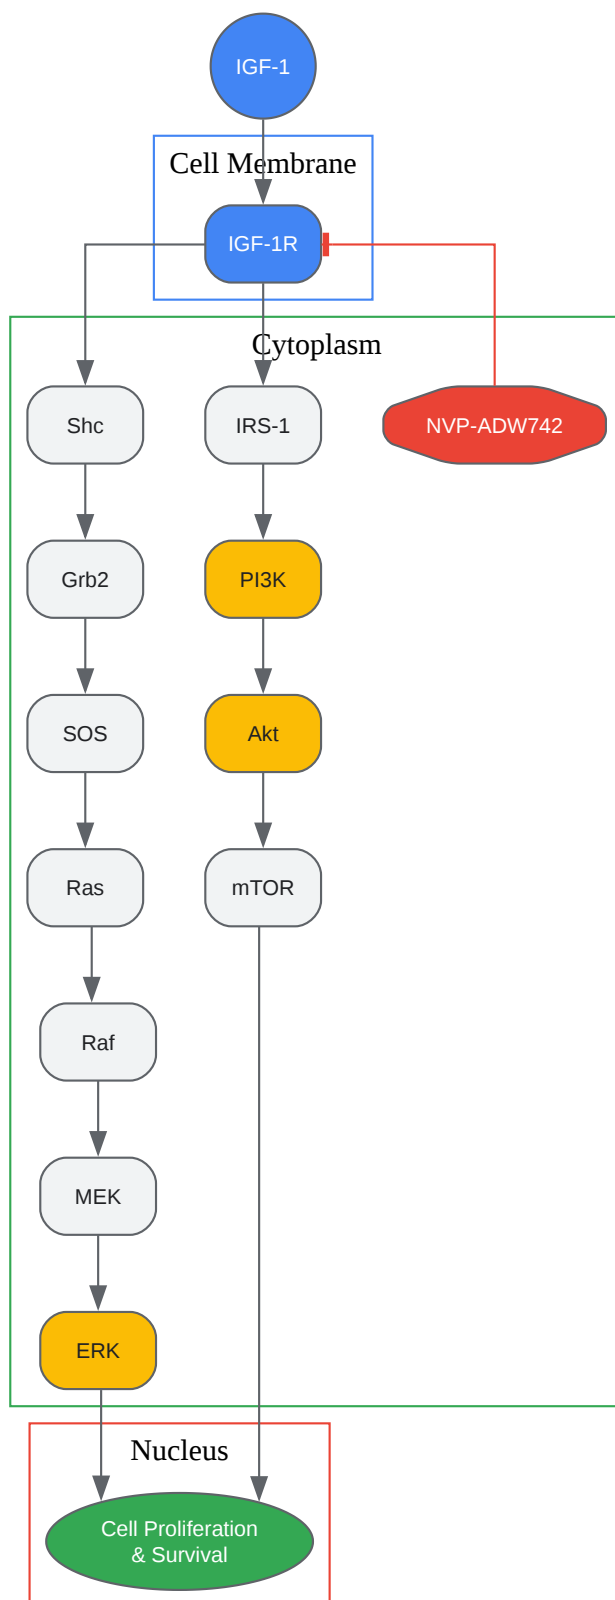 IGF-1
Cell Membrane
IGF-1R
Cytoplasm
Shc
IRS-1
NVP-ADW742
Grb2
PI3K
SOS
Akt
Ras
mTOR
Raf
MEK
ERK
Nucleus
Cell Proliferation
& Survival